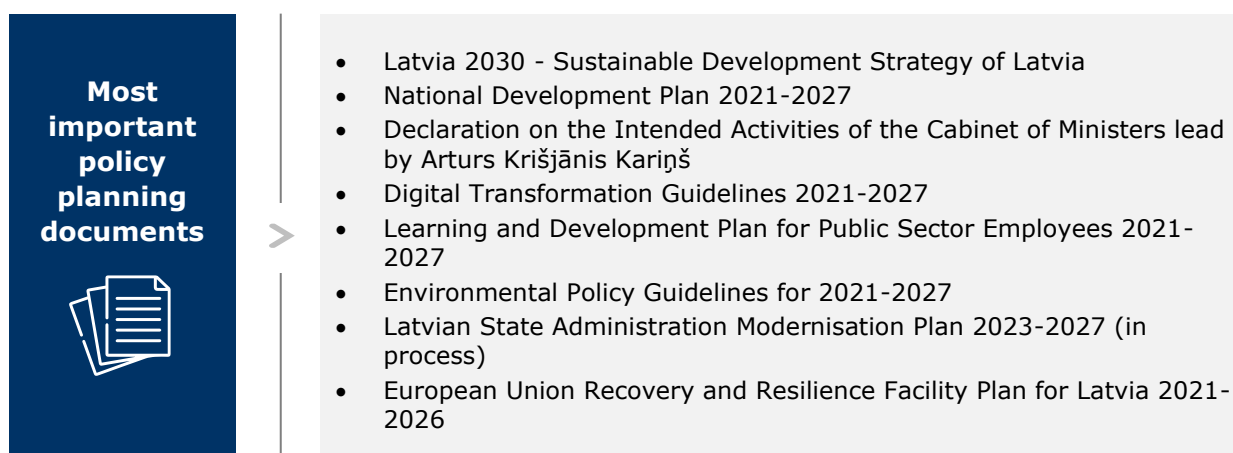 Most
important
policy
planning
documents
• Latvia 2030 - Sustainable Development Strategy of Latvia
• National Development Plan 2021-2027
• Declaration on the Intended Activities of the Cabinet of Ministers lead
by Arturs Krišjānis Kariņš
• Digital Transformation Guidelines 2021-2027
• Learning and Development Plan for Public Sector Employees 2021-
2027
• Environmental Policy Guidelines for 2021-2027
• Latvian State Administration Modernisation Plan 2023-2027 (in
process)
• European Union Recovery and Resilience Facility Plan for Latvia 2021-
2026